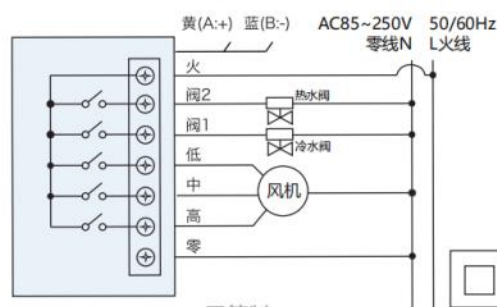 黄(A:+) 蓝(B:-) AC85~250V 50/60Hz
零线N L火线
火
阀2 热水阀
阀1 冷水阀
低
中 风机
高
零